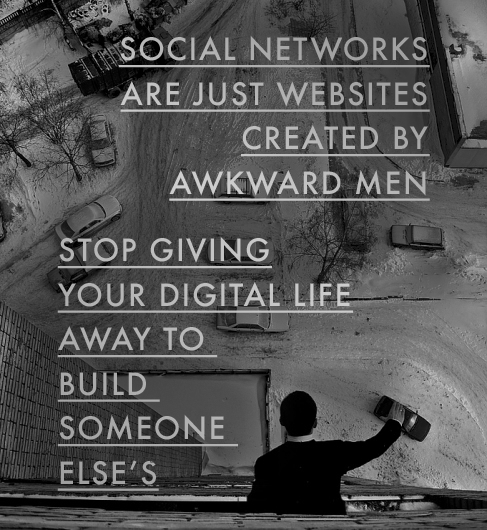 SOCIAL NETWORKS
ARE JUST WEBSITES
CREATED BY
AWKWARD MEN
STOP GIVING
YOUR DIGITAL LIFE
AWAY TO
BUILD
SOMEONE
ELSE'S